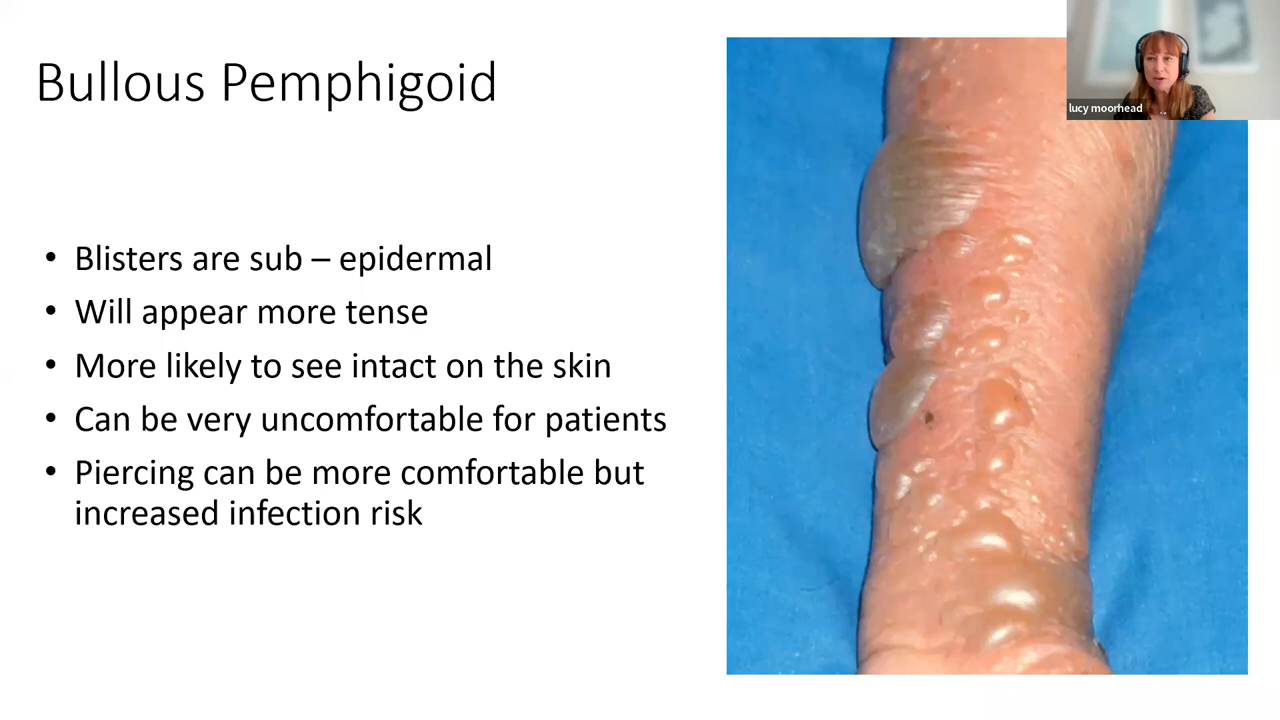 Bullous Pemphigoid
lucy moorhead
• Blisters are sub – epidermal
• Will appear more tense
• More likely to see intact on the skin
• Can be very uncomfortable for patients
• Piercing can be more comfortable but
increased infection risk